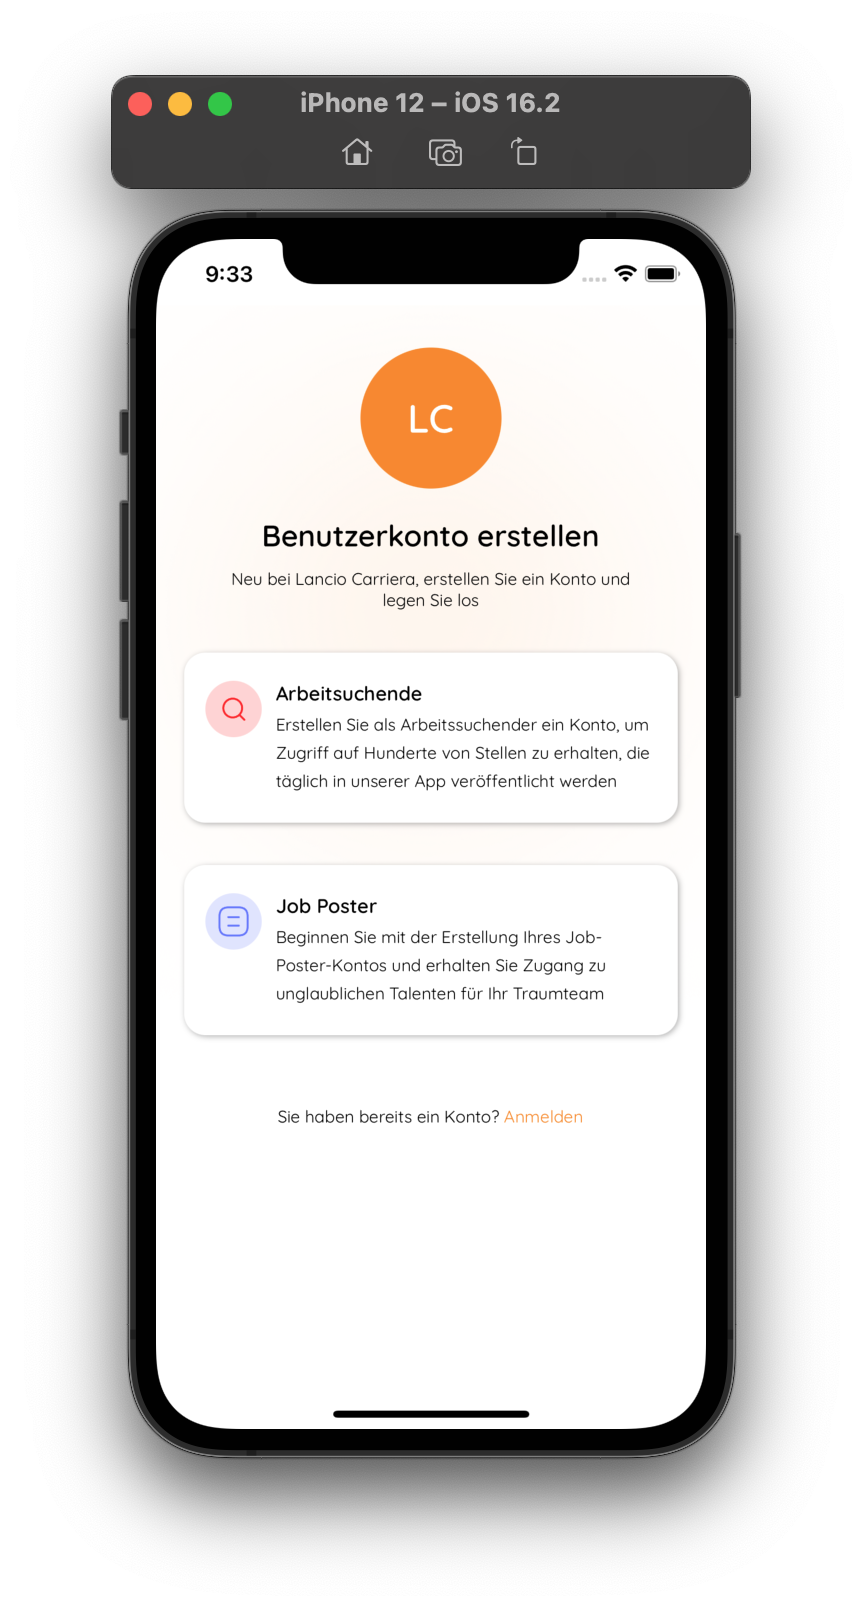 iPhone 12 – iOS 16.2
9:33
LC
Benutzerkonto erstellen
Neu bei Lancio Carriera, erstellen Sie ein Konto und
legen Sie los
Arbeitsuchende
Erstellen Sie als Arbeitssuchender ein Konto, um
Zugriff auf Hunderte von Stellen zu erhalten, die
täglich in unserer App veröffentlicht werden
Job Poster
Beginnen Sie mit der Erstellung Ihres Job-
Poster-Kontos und erhalten Sie Zugang zu
unglaublichen Talenten für Ihr Traumteam
Sie haben bereits ein Konto? Anmelden